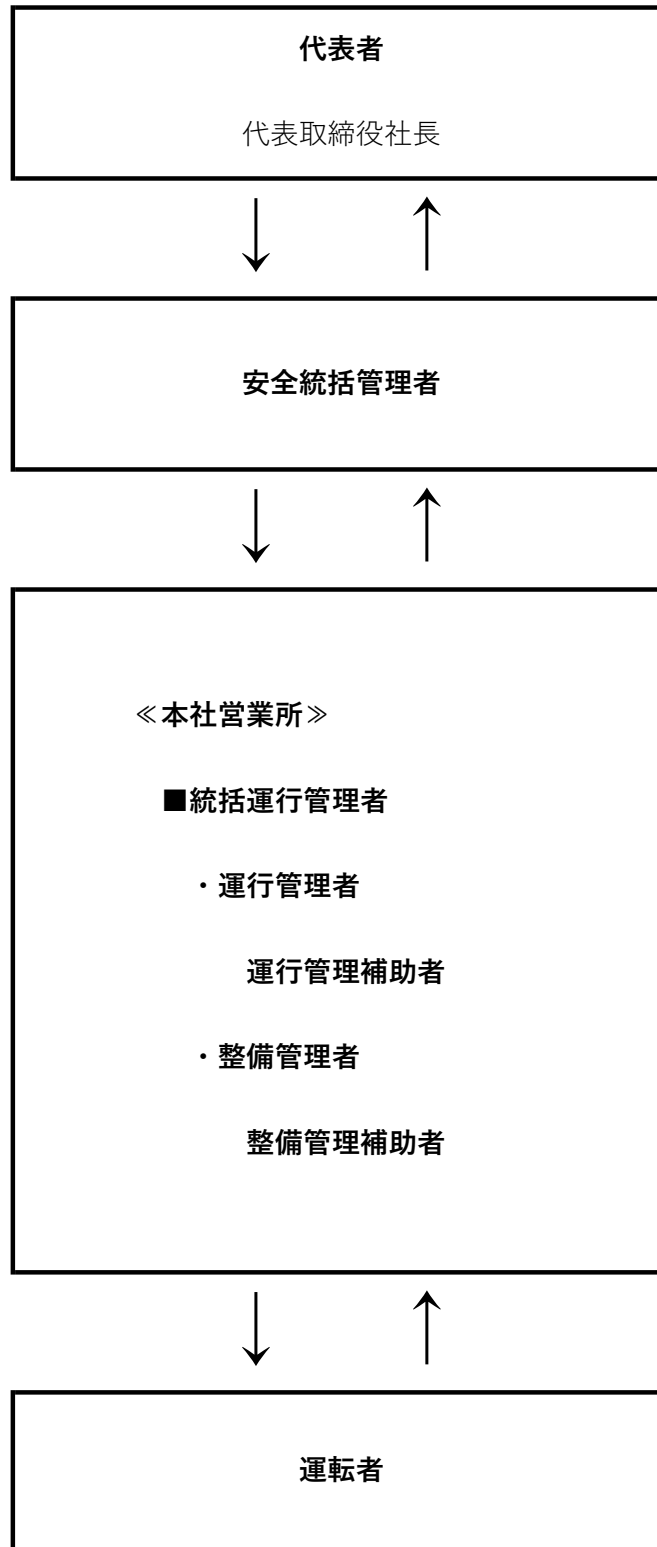 代表者
代表取締役社長
安全統括管理者
≪本社営業所≫
■統括運行管理者
・運行管理者
運行管理補助者
・整備管理者
整備管理補助者
運転者